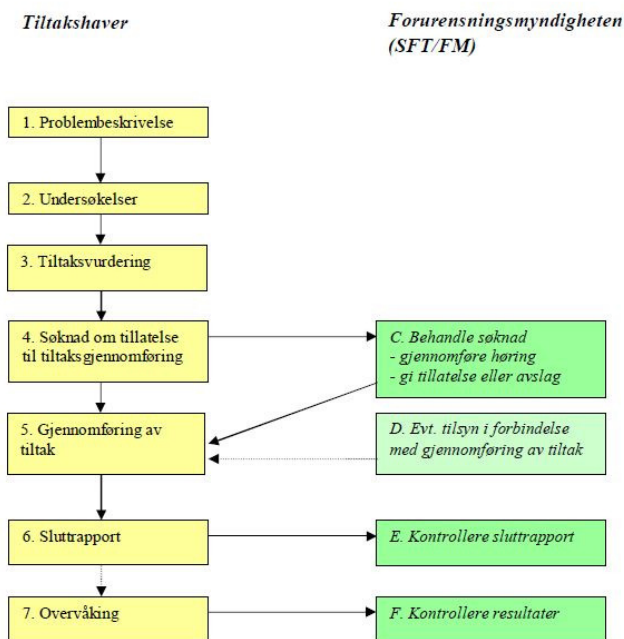 Tiltakshaver
Forurensningsmyndigheten
(SFT/FM)
1. Problembeskrivelse
2. Undersøkelser
3. Tiltaksvurdering
4. Søknad om tillatelse
til tiltaksgjennomføring
C. Behandle søknad
- gjennomføre høring
- gi tillatelse eller avslag
5. Gjennomføring av
tiltak
D. Evt. tilsyn i forbindelse
med gjennomføring av tiltak
6. Sluttrapport
E. Kontrollere sluttrapport
7. Overvåking
F. Kontrollere resultater